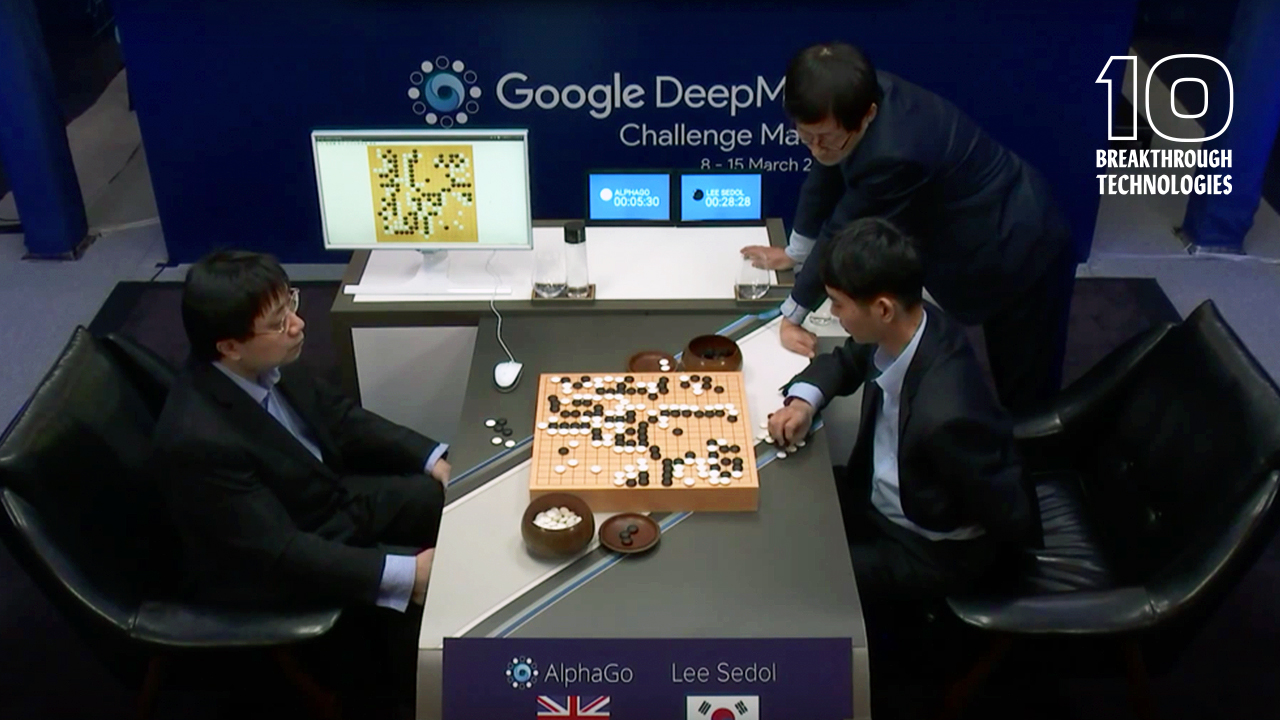 Google DeepM
Challenge Ma
8 - 15 March 2
10
BREAKTHROUGH
TECHNOLOGIES
ALPHAGO
00:05:30
LEE SEDOL
00:28:28
AlphaGo
Lee Sedol